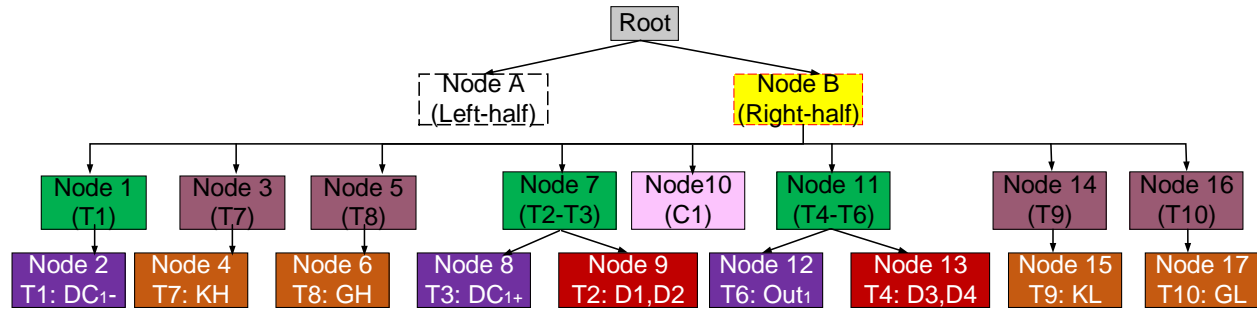 Root
Node A
(Left-half)
Node B
(Right-half)
Node 1
(T1)
Node 3
(T7)
Node 5
(T8)
Node 7
(T2-T3)
Node10
(C1)
Node 11
(T4-T6)
Node 14
(T9)
Node 16
(T10)
Node 2
T1: DC₁-
Node 4
T7: KH
Node 6
T8: GH
Node 8
T3: DC₁₊
Node 9
T2: D1,D2
Node 12
T6: Out₁
Node 13
T4: D3,D4
Node 15
T9: KL
Node 17
T10: GL